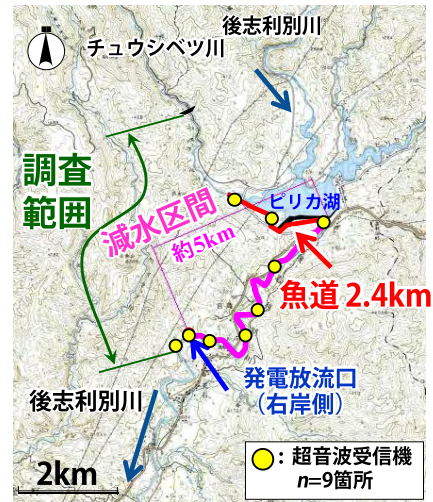 後志利別川
チュウシベツ川
調査
範囲
減水区間
約5km
ピリカ湖
魚道 2.4km
発電放流口
（右岸側）
後志利別川
2km
：超音波受信機
n=9箇所